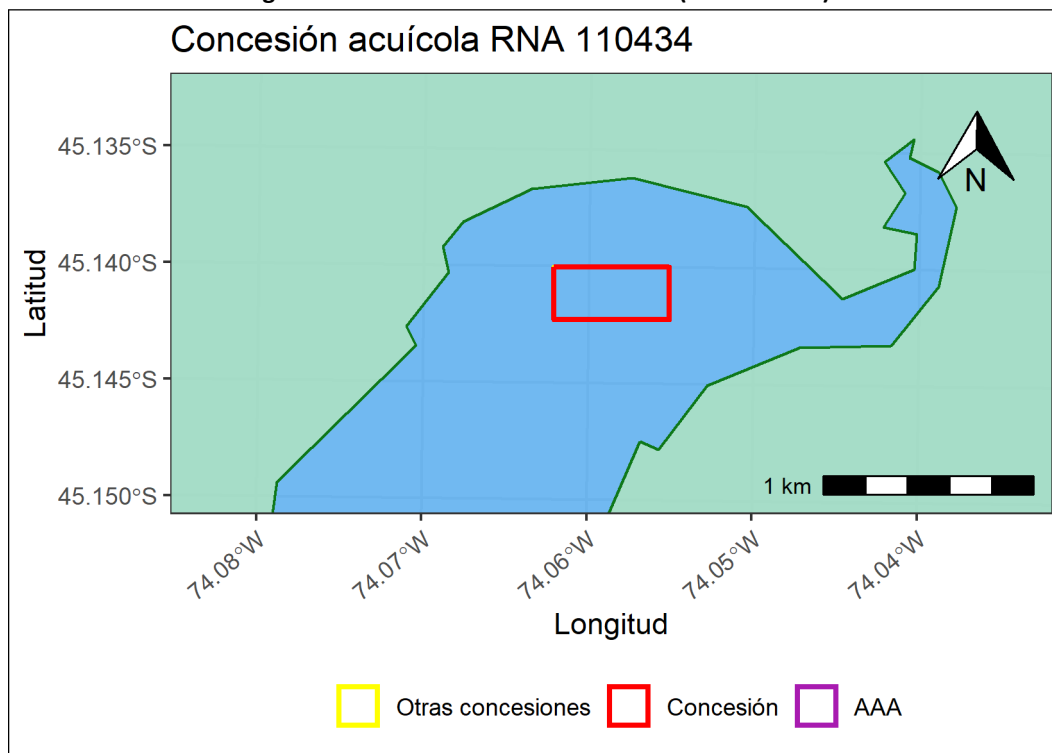 Concesión acuícola RNA 110434
45.135°S
45.140°S
45.145°S
45.150°S
Latitud
N
1 km
74.08°W
74.07°W
74.06°W
74.05°W
74.04°W
Longitud
Otras concesiones
Concesión
AAA